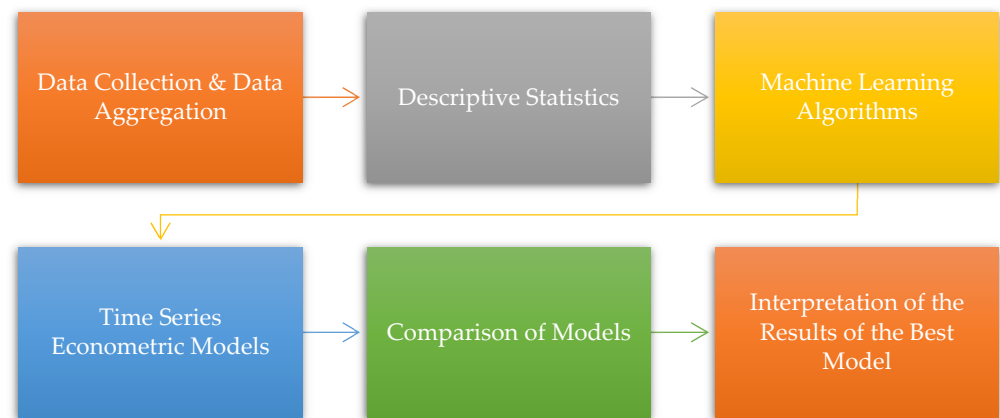 Data Collection & Data
Aggregation
Descriptive Statistics
Machine Learning
Algorithms
Time Series
Econometric Models
Comparison of Models
Interpretation of the
Results of the Best
Model